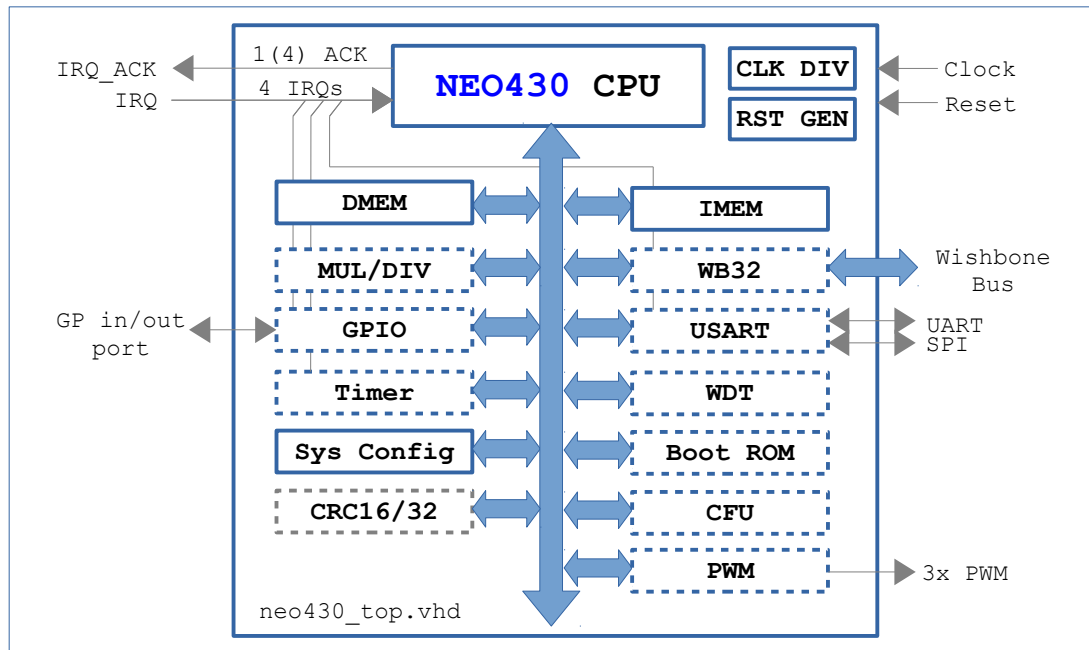 1(4) ACK
IRQ_ACK
IRQ
4 IRQs
NEO430 CPU
CLK DIV
Clock
RST GEN
Reset
DMEM
IMEM
MUL/DIV
WB32
Wishbone
Bus
GP in/out
port
GPIO
USART
UART
SPI
Timer
WDT
Sys Config
Boot ROM
CRC16/32
CFU
PWM
3x PWM
neo430_top.vhd